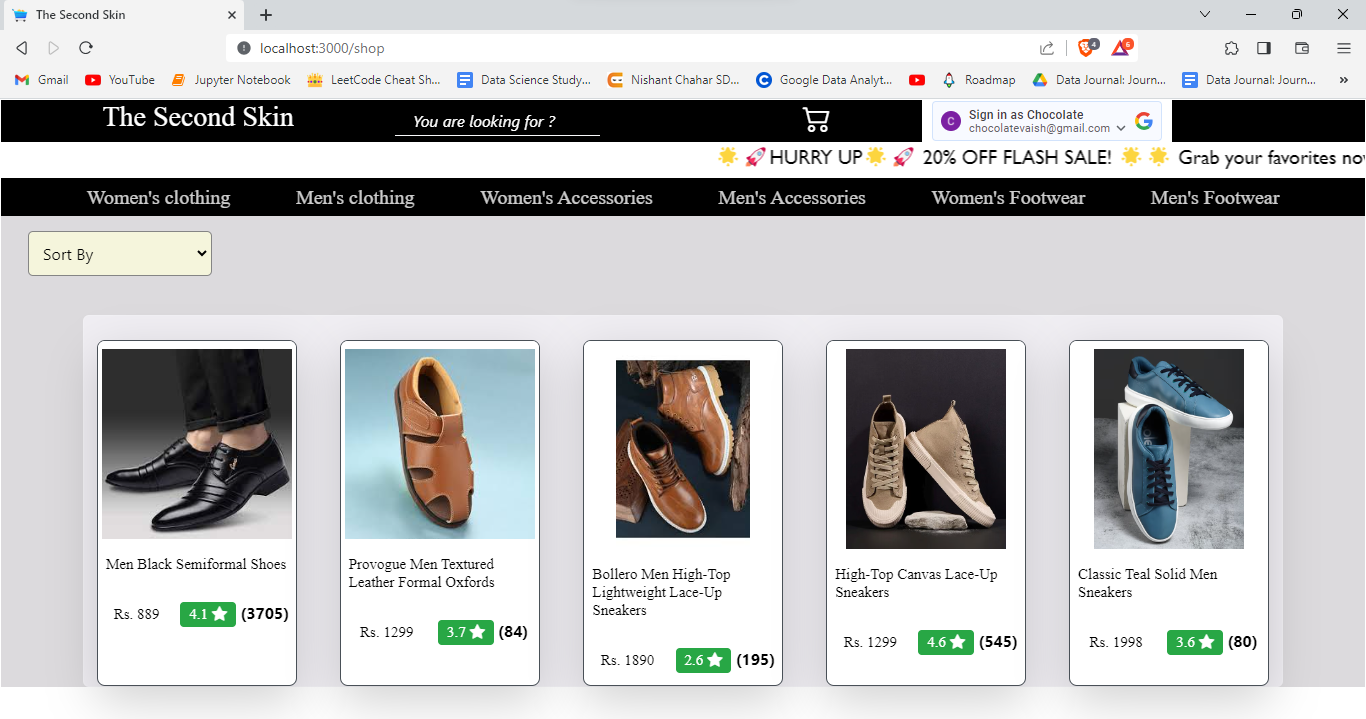 The Second Skin
localhost:3000/shop
4
6
Gmail YouTube Jupyter Notebook LeetCode Cheat Sh... Data Science Study... Nishant Chahar SD... Google Data Analyt... Roadmap Data Journal: Journ... Data Journal: Journ... »
The Second Skin
You are looking for ?
C
Sign in as Chocolate
chocolatevaish@gmail.com
🌟 🚀 HURRY UP 🌟 🚀 20% OFF FLASH SALE! 🌟 🌟 Grab your favorites nov
Women's clothing Men's clothing Women's Accessories Men's Accessories Women's Footwear Men's Footwear
Sort By
Men Black Semiformal Shoes
Rs. 889 4.1 ★ (3705)
Provogue Men Textured
Leather Formal Oxfords
Rs. 1299 3.7 ★ (84)
Bollero Men High-Top
Lightweight Lace-Up
Sneakers
Rs. 1890 2.6 ★ (195)
High-Top Canvas Lace-Up
Sneakers
Rs. 1299 4.6 ★ (545)
Classic Teal Solid Men
Sneakers
Rs. 1998 3.6 ★ (80)